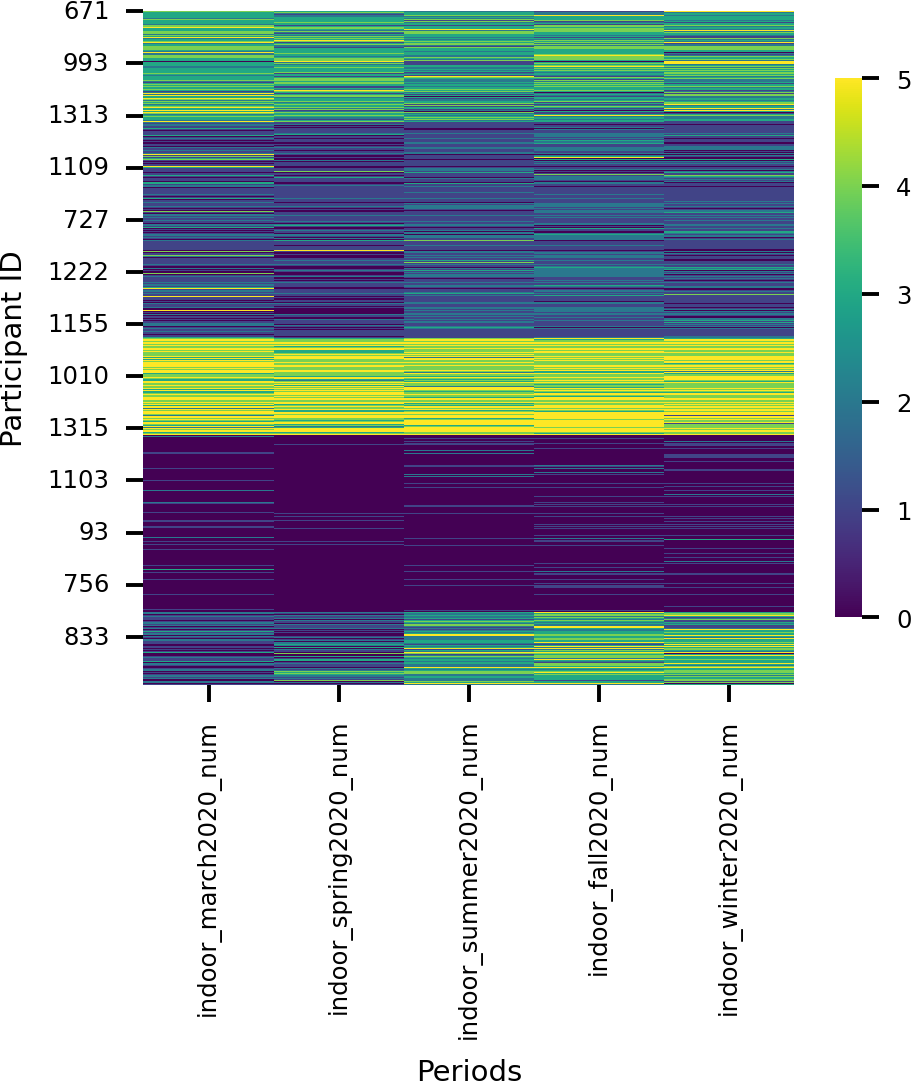 Participant ID
671
993
1313
1109
727
1222
1155
1010
1315
1103
93
756
833
5
4
3
2
1
0
indoor_march2020_num
indoor_spring2020_num
indoor_summer2020_num
indoor_fall2020_num
indoor_winter2020_num
Periods